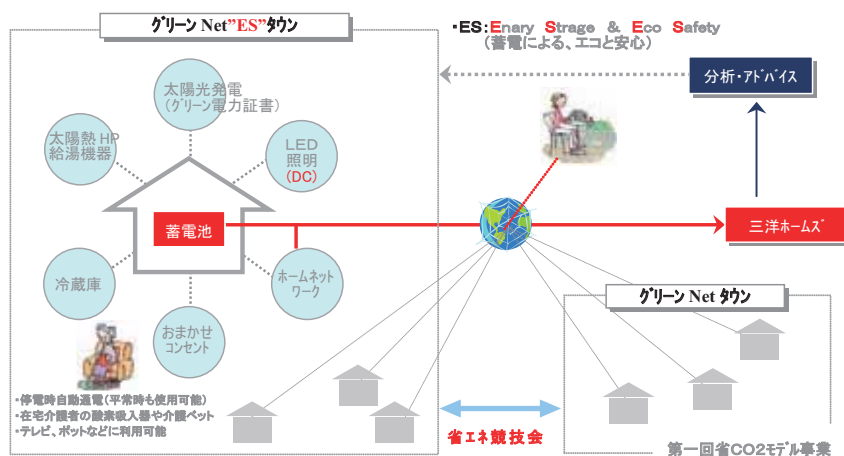 グリーン Net”ES”タウン
・ES:Enary Strage & Eco Safety
(蓄電による、エコと安心)
分析・アドバイス
太陽光発電
(グリーン電力証書)
太陽熱 HP
給湯機器
LED
照明
(DC)
蓄電池
三洋ホームズ
冷蔵庫
ホームネット
ワーク
おまかせ
コンセント
グリーン Net タウン
・停電時自動通電(平常時も使用可能)
・在宅介護者の酸素吸入器や介護ベット
・テレビ、ポットなどに利用可能
省エネ競技会
第一回省CO2モデル事業